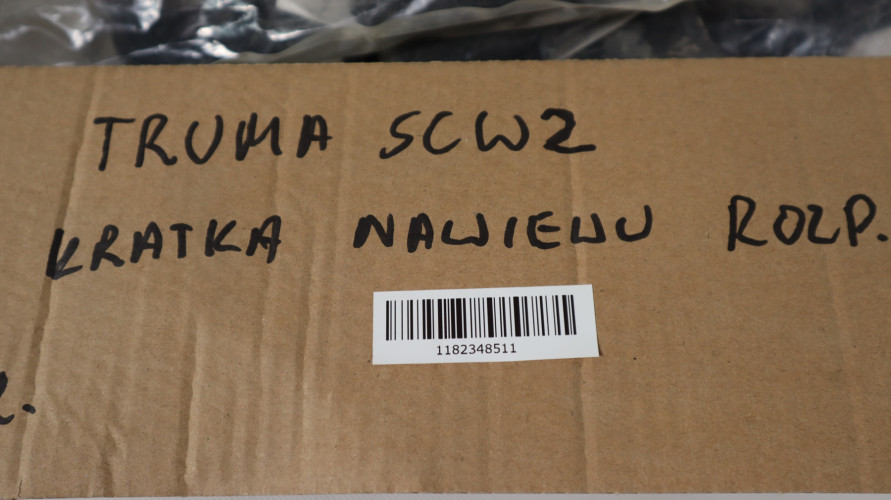 TRUMA SCW2
KRATKA NAWIEWU ROZP.
1182348511